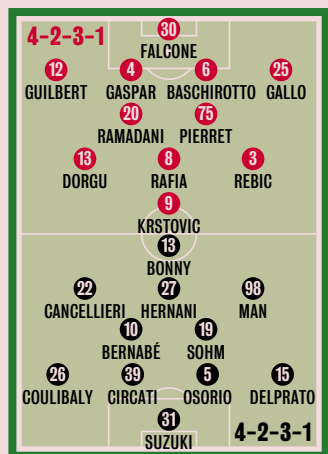 4-2-3-1
30
FALCONE
12 4 6 25
GUILBERT GASPAR BASCHIROTTO GALLO
20 75
RAMADANI PIERRET
13 8 3
DORGU RAFIA REBIC
9
KRSTOVIC
13
BONNY
22 27 98
CANCELLIERI HERNANI MAN
10 19
BERNABÉ SOHM
26 39 5 15
COULIBALY CIRCATI OSORIO DELPRATO
31
SUZUKI
4-2-3-1